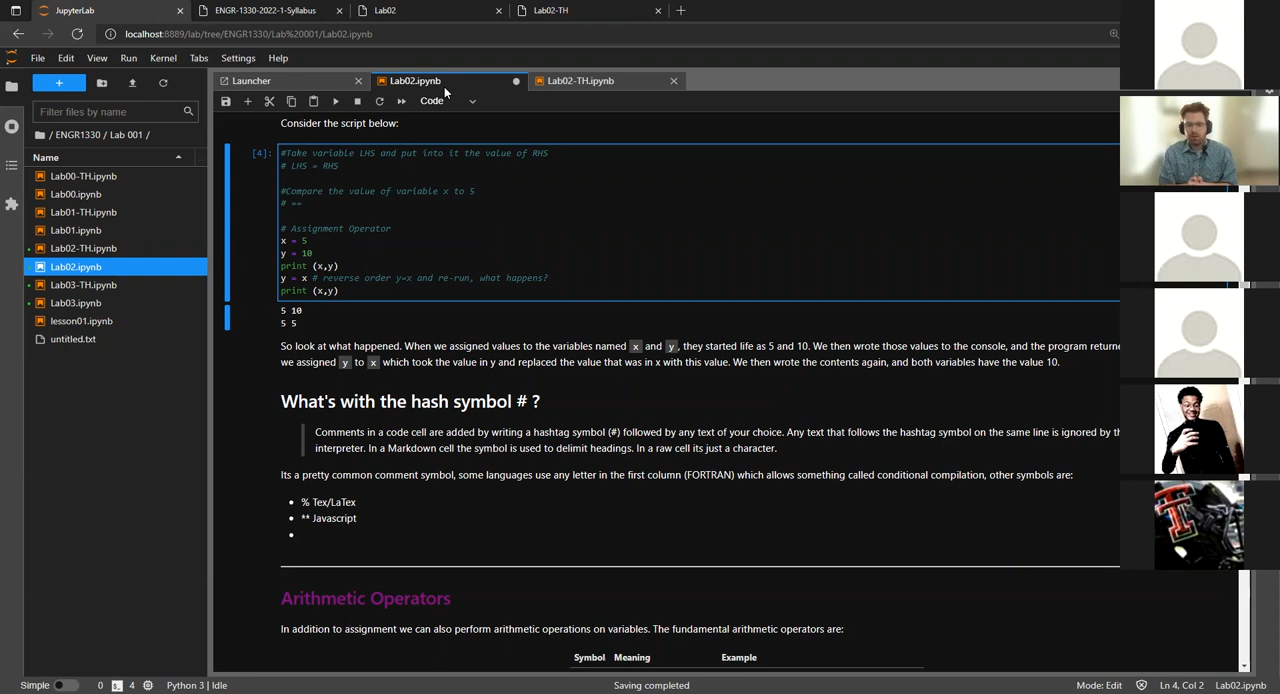 JupyterLab
ENGR-1330-2022-1-Syllabus
Lab02
Lab02-TH
localhost:8889/lab/tree/ENGR1330/Lab%20001/Lab02.ipynb
File Edit View Run Kernel Tabs Settings Help
Launcher
Lab02.ipynb
Lab02-TH.ipynb
Code
Filter files by name
/ ENGR1330 / Lab 001 /
Name
Lab00-TH.ipynb
Lab00.ipynb
Lab01-TH.ipynb
Lab01.ipynb
Lab02-TH.ipynb
Lab02.ipynb
Lab03-TH.ipynb
Lab03.ipynb
lesson01.ipynb
untitled.txt
Consider the script below:
[4]:
#Take variable LHS and put into it the value of RHS
# LHS = RHS
#Compare the value of variable x to 5
# ==
# Assignment Operator
x = 5
y = 10
print (x,y)
y = x # reverse order y=x and re-run, what happens?
print (x,y)
5 10
5 5
So look at what happened. When we assigned values to the variables named x and y, they started life as 5 and 10. We then wrote those values to the console, and the program returne
we assigned y to x which took the value in y and replaced the value that was in x with this value. We then wrote the contents again, and both variables have the value 10.
What's with the hash symbol # ?
Comments in a code cell are added by writing a hashtag symbol (#) followed by any text of your choice. Any text that follows the hashtag symbol on the same line is ignored by th
interpreter. In a Markdown cell the symbol is used to delimit headings. In a raw cell its just a character.
Its a pretty common comment symbol, some languages use any letter in the first column (FORTRAN) which allows something called conditional compilation, other symbols are:
• % Tex/LaTex
• ** Javascript
•
Arithmetic Operators
In addition to assignment we can also perform arithmetic operations on variables. The fundamental arithmetic operators are:
Symbol Meaning Example
Simple 0 4 Python 3 | Idle
Saving completed
Mode: Edit Ln 4, Col 2 Lab02.ipynb